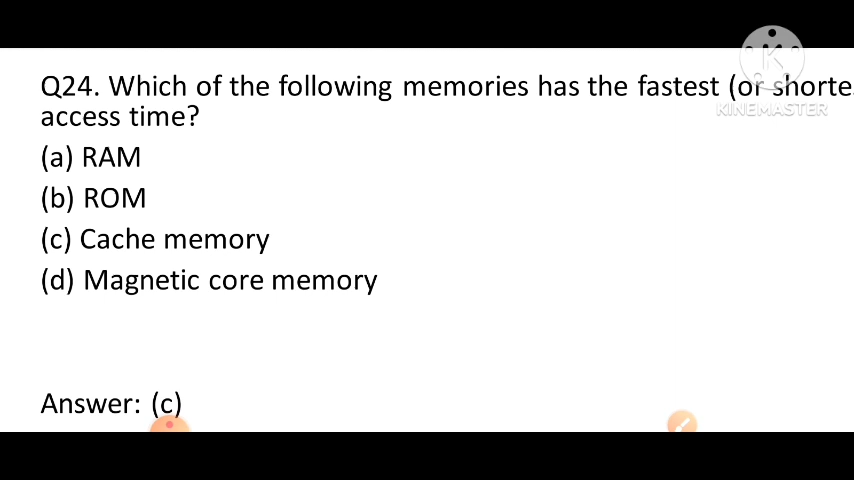 Q24. Which of the following memories has the fastest (or
access time?
(a) RAM
(b) ROM
(c) Cache memory
(d) Magnetic core memory
Answer: (c)
KINEMASTER